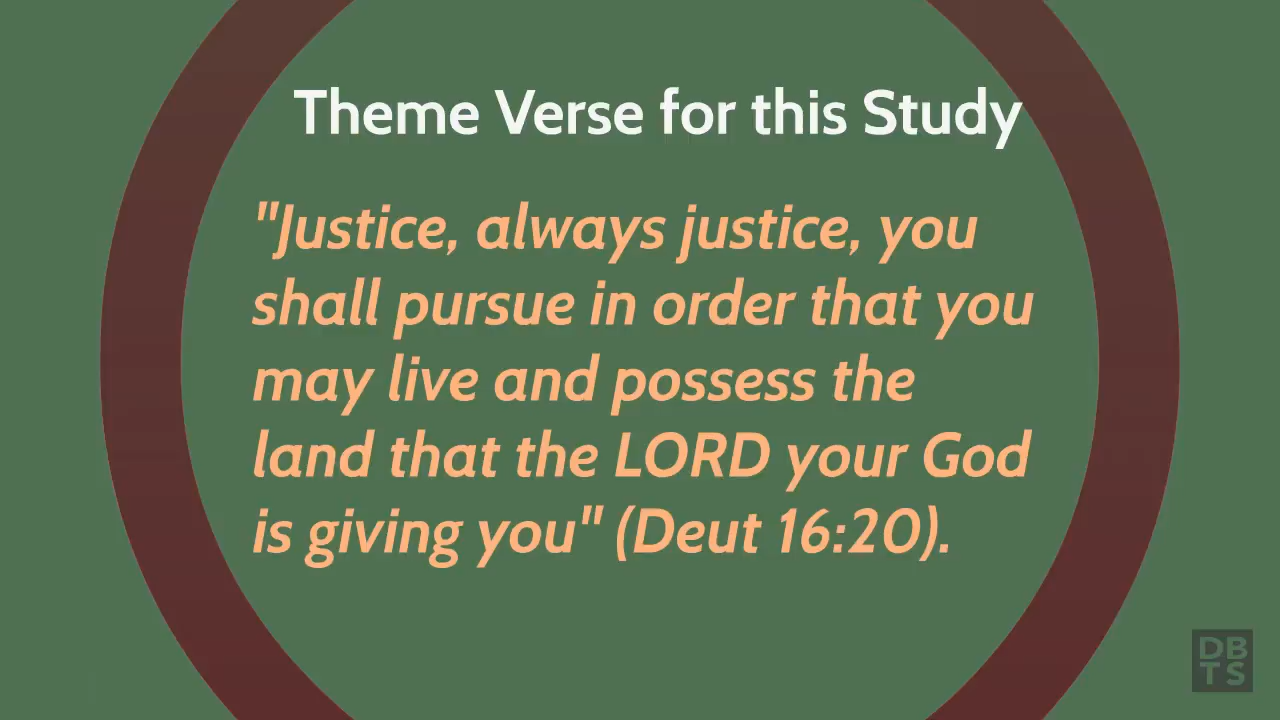 Theme Verse for this Study
"Justice, always justice, you
shall pursue in order that you
may live and possess the
land that the LORD your God
is giving you" (Deut 16:20).
DB
TS